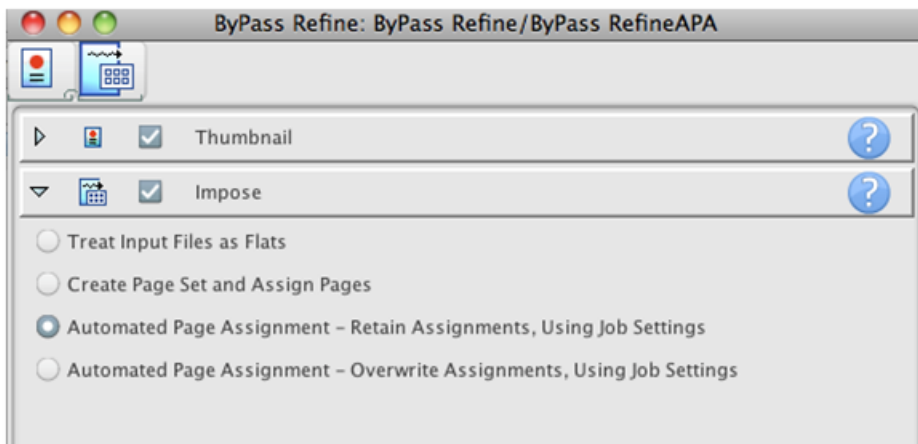 ByPass Refine: ByPass Refine/ByPass RefineAPA
Thumbnail
?
Impose
?
Treat Input Files as Flats
Create Page Set and Assign Pages
Automated Page Assignment – Retain Assignments, Using Job Settings
Automated Page Assignment – Overwrite Assignments, Using Job Settings